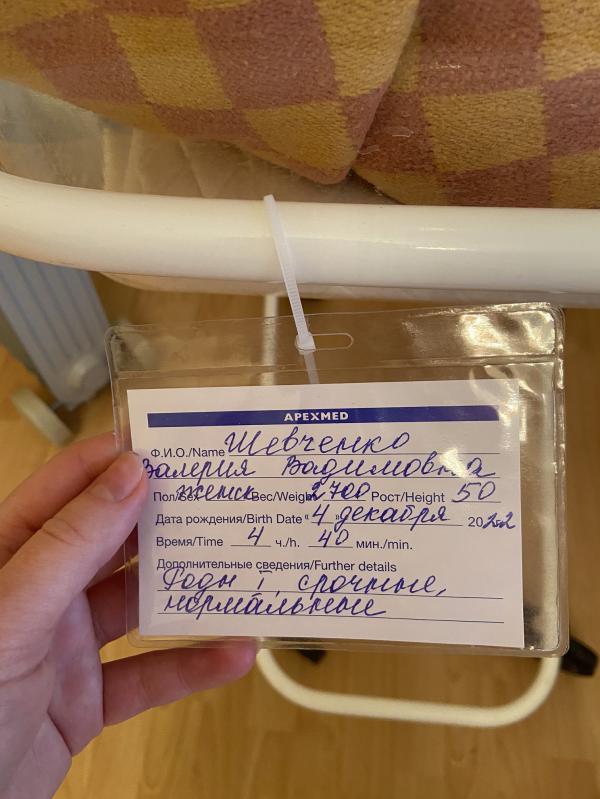 APEXMED
Ф.И.О./Name Шевченко
Валерия Вадимовна
Пол/Sex женск Вес/Weight 2700 Рост/Height 50
Дата рождения/Birth Date "4" декабря 2022
Время/Time 4 ч./h. 40 мин./min.
Дополнительные сведения/Further details
Роды I, срочные,
нормальные